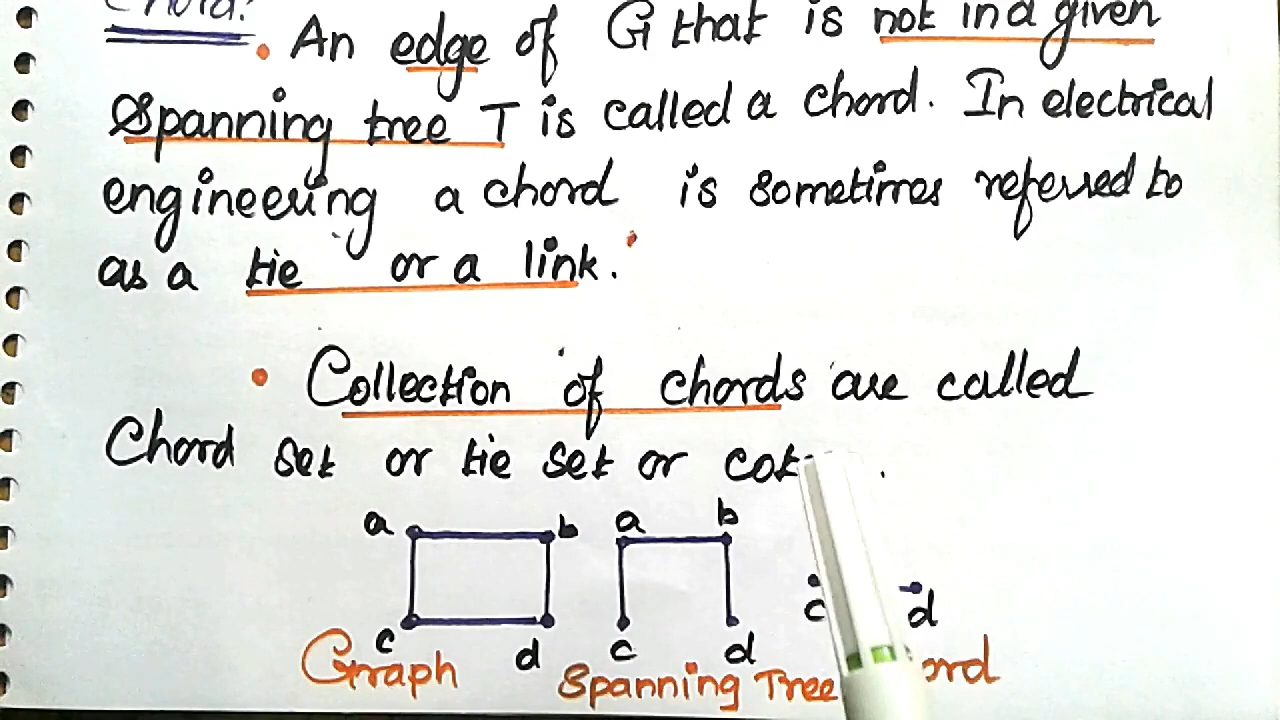 Chord:
• An edge of G that is not in a given
Spanning tree T is called a chord. In electrical
engineering a chord is sometimes referred to
as a tie or a link.
• Collection of chords are called
Chord set or tie set or
a b a b
c d c d c d
Graph Spanning Tree